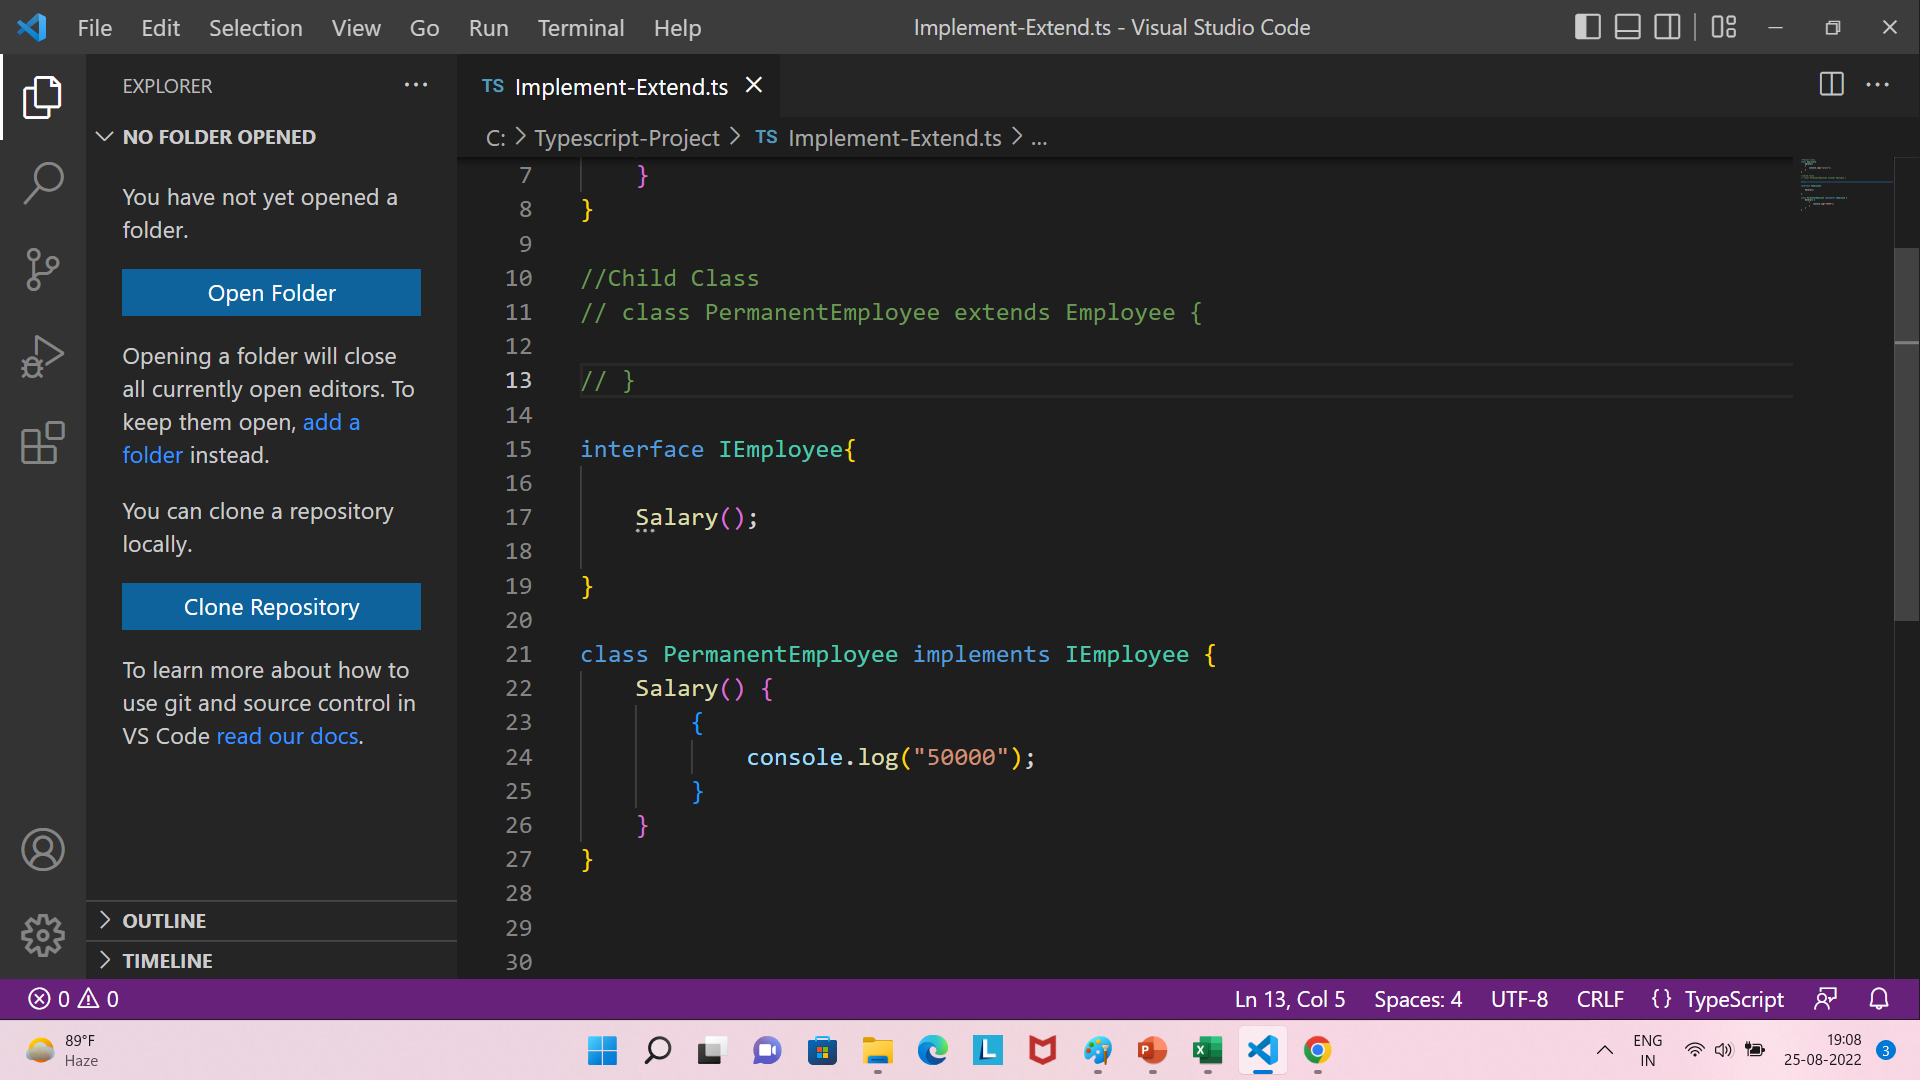 File Edit Selection View Go Run Terminal Help
Implement-Extend.ts - Visual Studio Code
EXPLORER
NO FOLDER OPENED
You have not yet opened a
folder.
Open Folder
Opening a folder will close
all currently open editors. To
keep them open, add a
folder instead.
You can clone a repository
locally.
Clone Repository
To learn more about how to
use git and source control in
VS Code read our docs.
OUTLINE
TIMELINE
TS Implement-Extend.ts
C: > Typescript-Project > TS Implement-Extend.ts > ...
7 }
8 }
9
10 //Child Class
11 // class PermanentEmployee extends Employee {
12
13 // }
14
15 interface IEmployee{
16
17 Salary();
18
19 }
20
21 class PermanentEmployee implements IEmployee {
22 Salary() {
23 {
24 console.log("50000");
25 }
26 }
27 }
28
29
30
0 0
Ln 13, Col 5 Spaces: 4 UTF-8 CRLF {} TypeScript
89°F
Haze
ENG
IN
19:08
25-08-2022
3